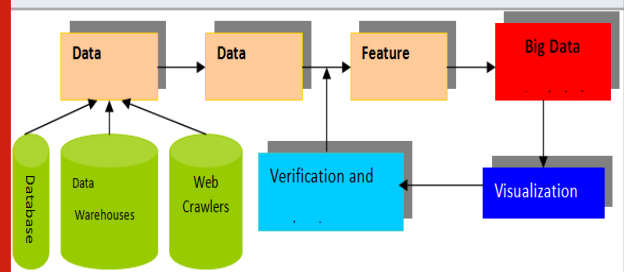 Data
Data
Feature
Big Data
Database
Data
Warehouses
Web
Crawlers
Verification and
Visualization